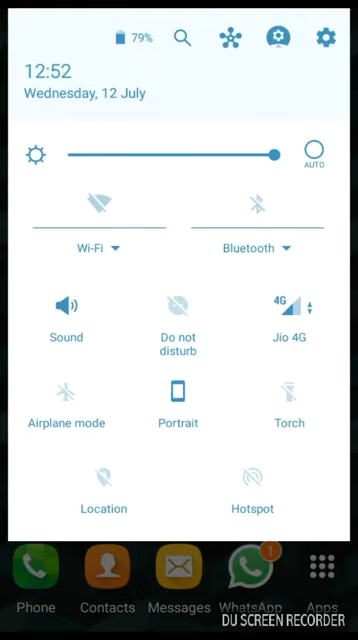 79%
12:52
Wednesday, 12 July
AUTO
Wi-Fi
Bluetooth
4G
Sound
Do not
disturb
Jio 4G
Airplane mode
Portrait
Torch
Location
Hotspot
1
Phone
Contacts
Messages
WhatsApp
Apps
DU SCREEN RECORDER